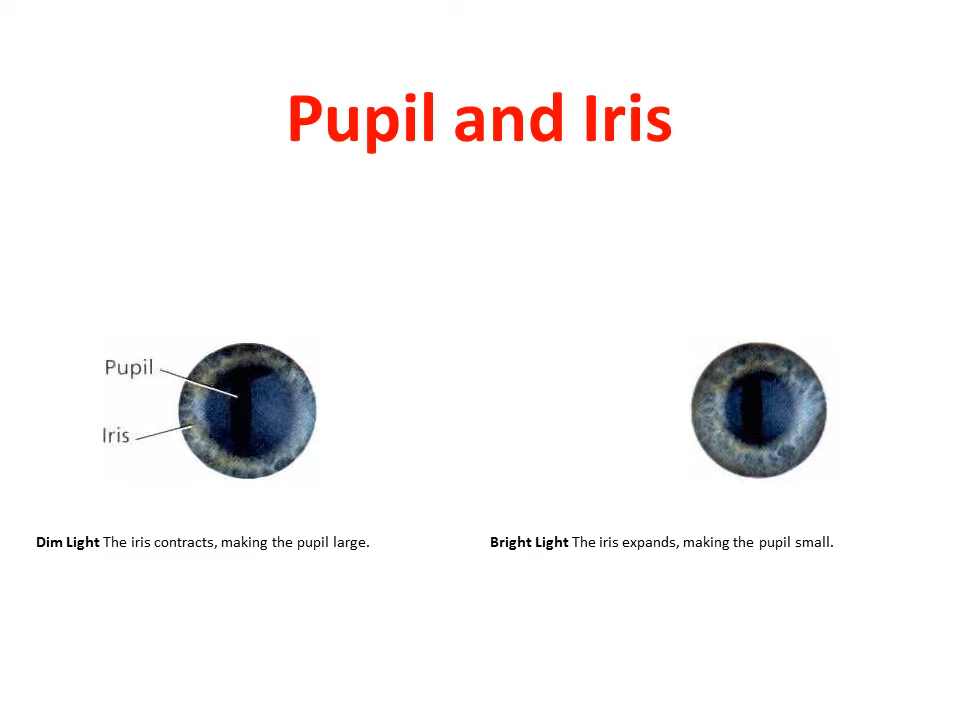 Pupil and Iris
Pupil
Iris
Dim Light The iris contracts, making the pupil large.
Bright Light The iris expands, making the pupil small.